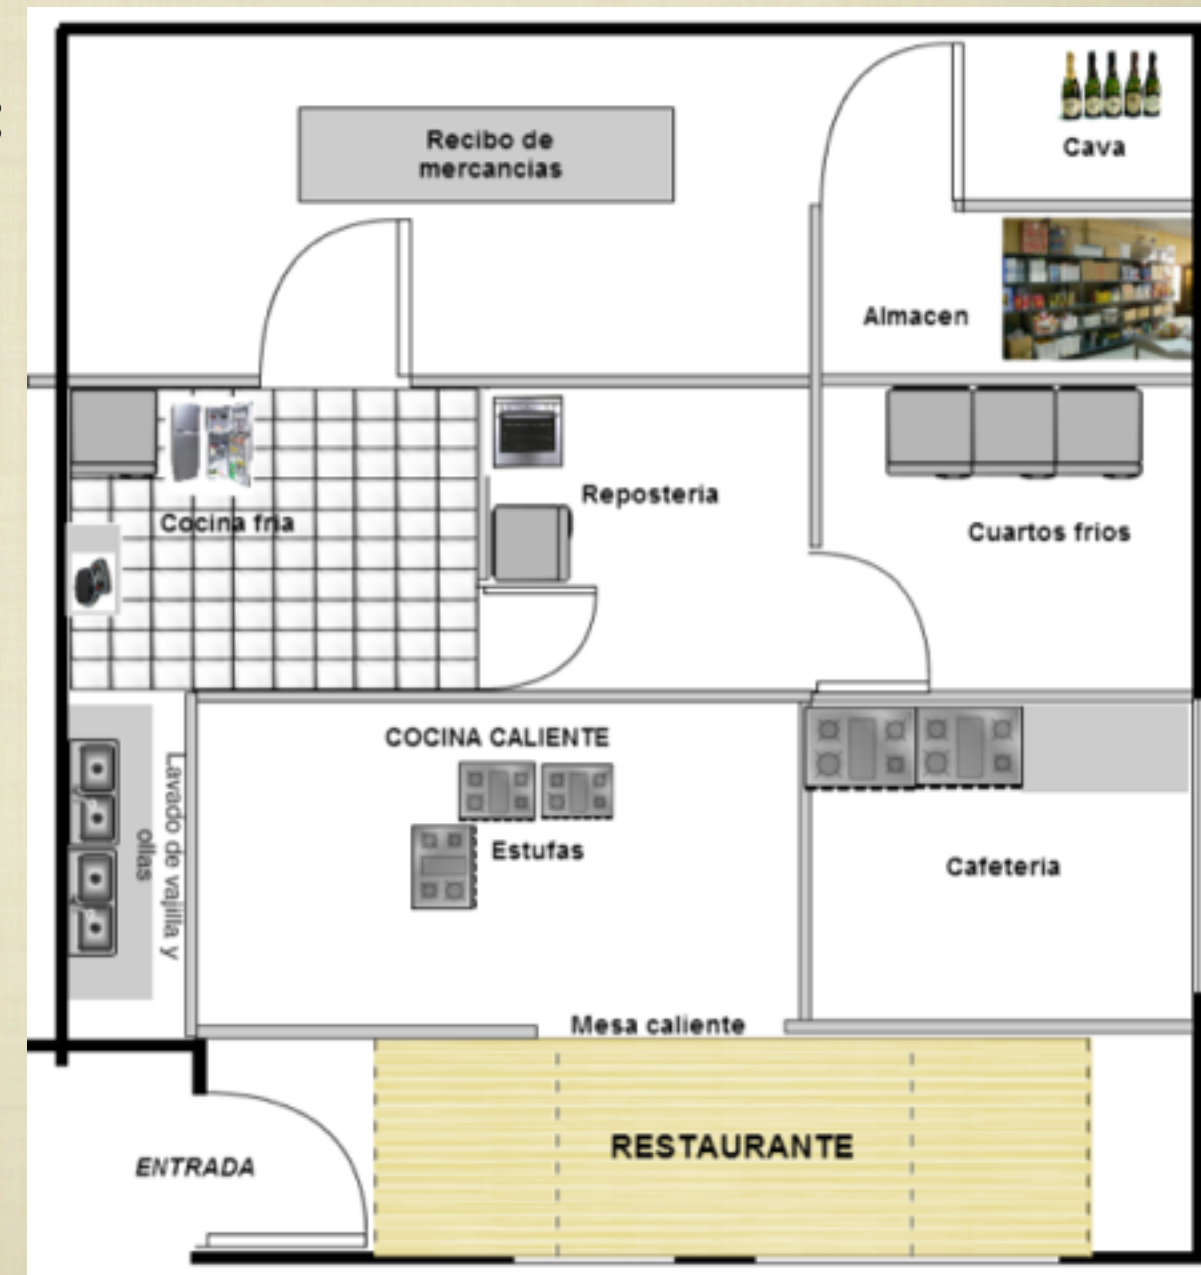 :
Recibo de
mercancias
Cava
Almacen
Reposteria
Cocina fria
Cuartos frios
COCINA CALIENTE
Estufas
Lavado de vajilla y
ollas
Cafeteria
Mesa caliente
RESTAURANTE
ENTRADA